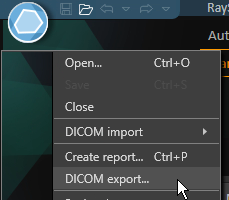 RayS
Aut
Open... Ctrl+O
Save Ctrl+S
Close
DICOM import
Create report... Ctrl+P
DICOM export...